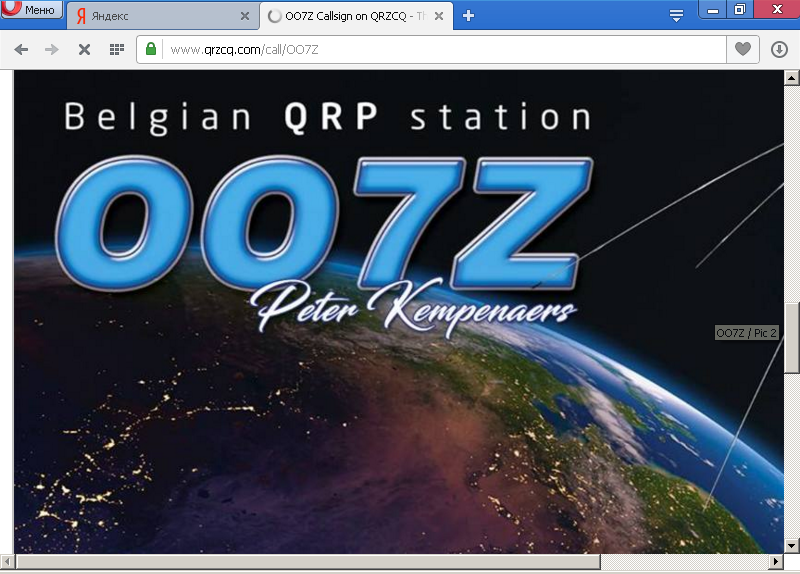 Меню
Яндекс
OO7Z Callsign on QRZCQ - Th
www.qrzcq.com/call/OO7Z
Belgian QRP station
OO7Z
Peter Kempenaers
OO7Z / Pic 2